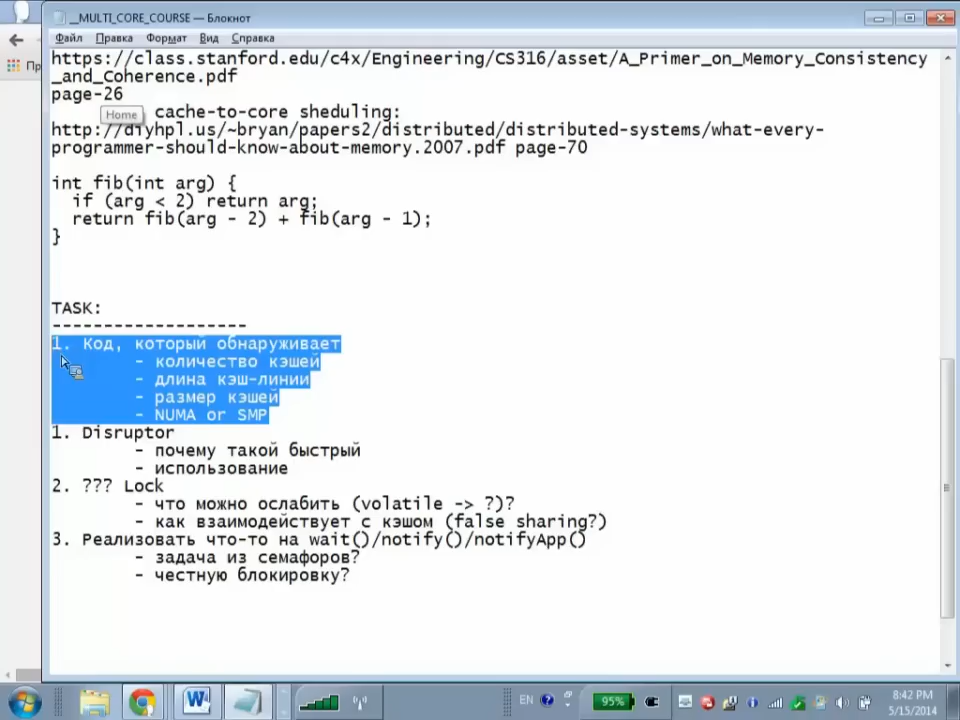 __MULTI_CORE_COURSE — Блокнот
Файл Правка Формат Вид Справка
Пр
https://class.stanford.edu/c4x/Engineering/CS316/asset/A_Primer_on_Memory_Consistency
_and_Coherence.pdf
page-26
Home cache-to-core sheduling:
http://diyhpl.us/~bryan/papers2/distributed/distributed-systems/what-every-
programmer-should-know-about-memory.2007.pdf page-70
int fib(int arg) {
if (arg < 2) return arg;
return fib(arg - 2) + fib(arg - 1);
}
TASK:
-------------------
1. Код, который обнаруживает
- количество кэшей
- длина кэш-линии
- размер кэшей
- NUMA or SMP
1. Disruptor
- почему такой быстрый
- использование
2. ??? Lock
- что можно ослабить (volatile -> ?)?
- как взаимодействует с кэшом (false sharing?)
3. Реализовать что-то на wait()/notify()/notifyApp()
- задача из семафоров?
- честную блокировку?
EN
95%
8:42 PM
5/15/2014